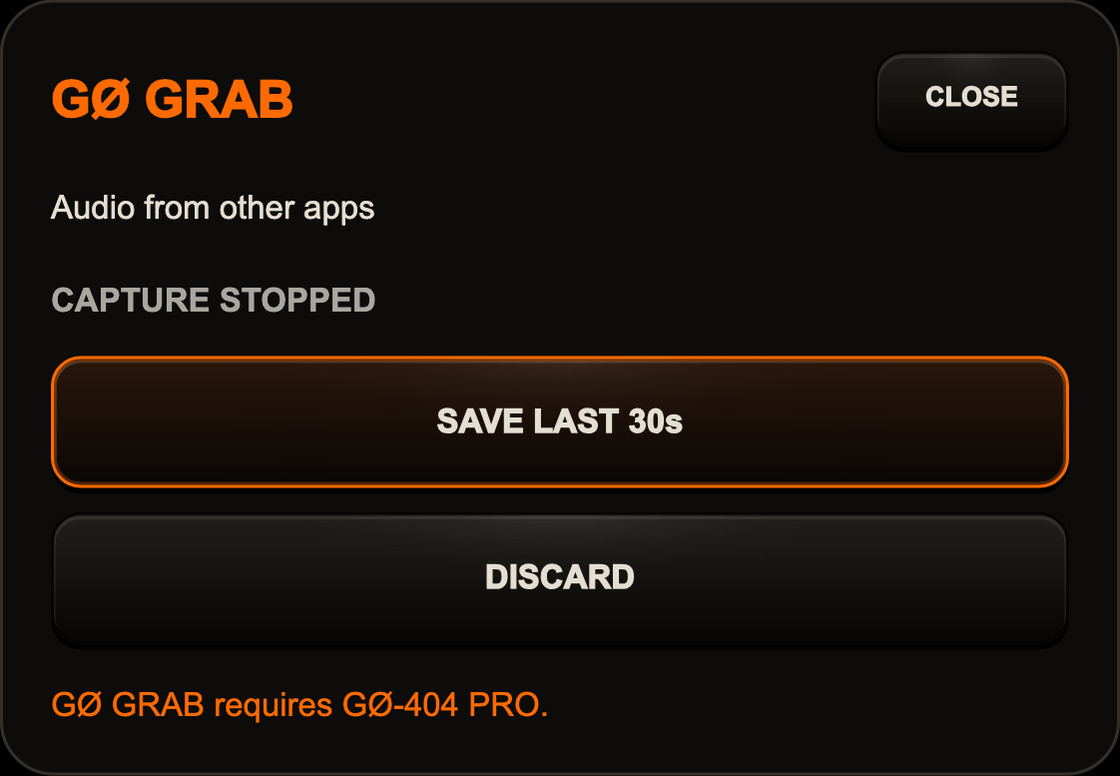 GØ GRAB
CLOSE
Audio from other apps
CAPTURE STOPPED
SAVE LAST 30s
DISCARD
GØ GRAB requires GØ-404 PRO.